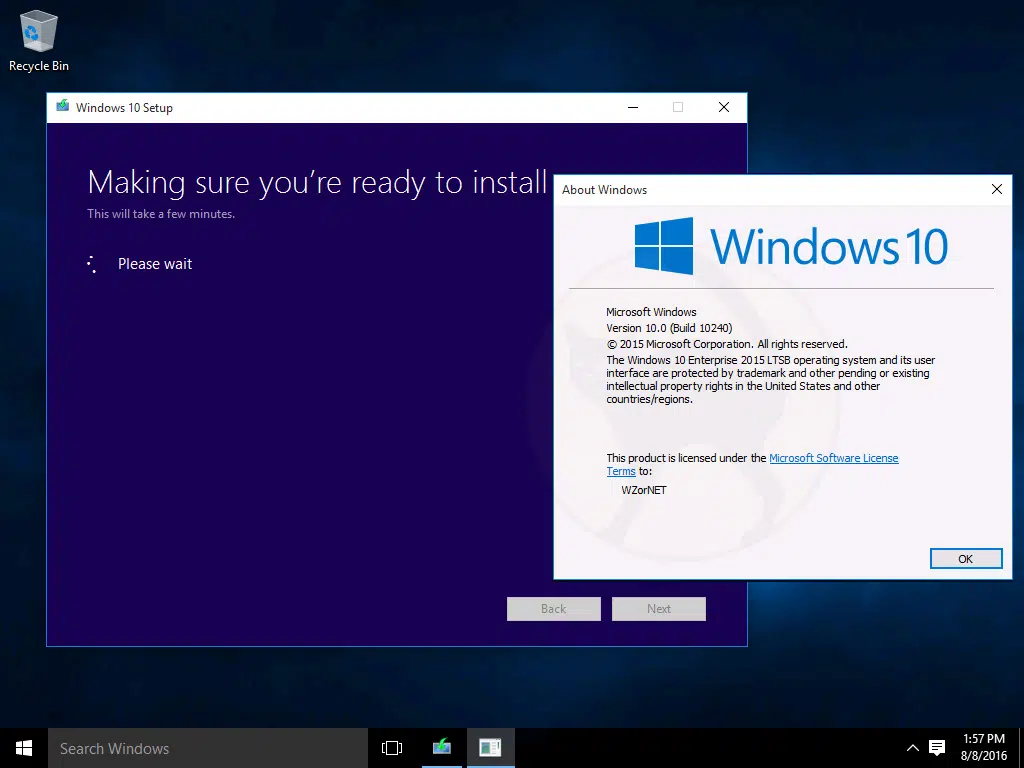 Recycle Bin
Windows 10 Setup
Making sure you're ready to install
This will take a few minutes.
Please wait
Back
Next
About Windows
Windows 10
Microsoft Windows
Version 10.0 (Build 10240)
© 2015 Microsoft Corporation. All rights reserved.
The Windows 10 Enterprise 2015 LTSB operating system and its user
interface are protected by trademark and other pending or existing
intellectual property rights in the United States and other
countries/regions.
This product is licensed under the Microsoft Software License
Terms to:
WZorNET
OK
Search Windows
1:57 PM
8/8/2016